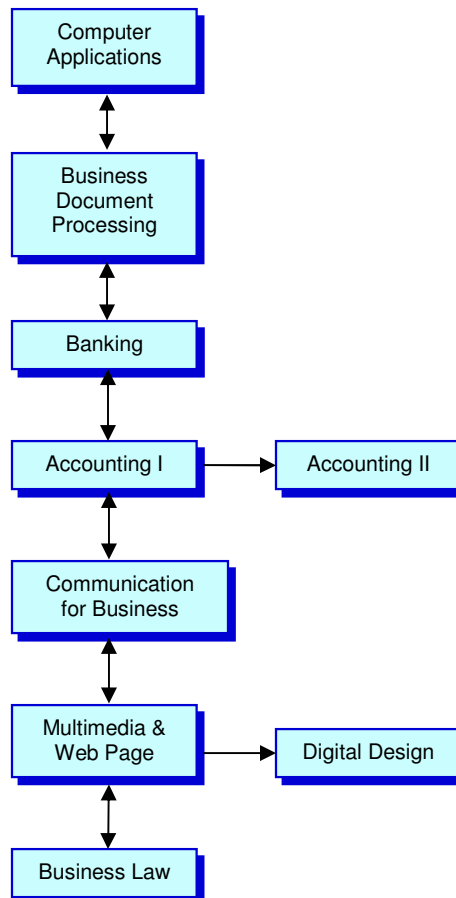 Computer
Applications
Business
Document
Processing
Banking
Accounting I
Accounting II
Communication
for Business
Multimedia &
Web Page
Digital Design
Business Law